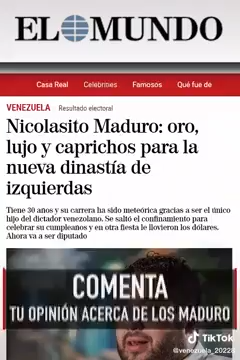 EL MUNDO
Casa Real Celebrities Famosos Qué fue de
VENEZUELA Resultado electoral
Nicolasito Maduro: oro,
lujo y caprichos para la
nueva dinastía de
izquierdas
Tiene 30 años y su carrera ha sido meteórica gracias a ser el único
hijo del dictador venezolano. Se saltó el confinamiento para
celebrar su cumpleaños y en otra fiesta le llovieron los dólares.
Ahora va a ser diputado
COMENTA
TU OPINIÓN ACERCA DE LOS MADURO
TikTok